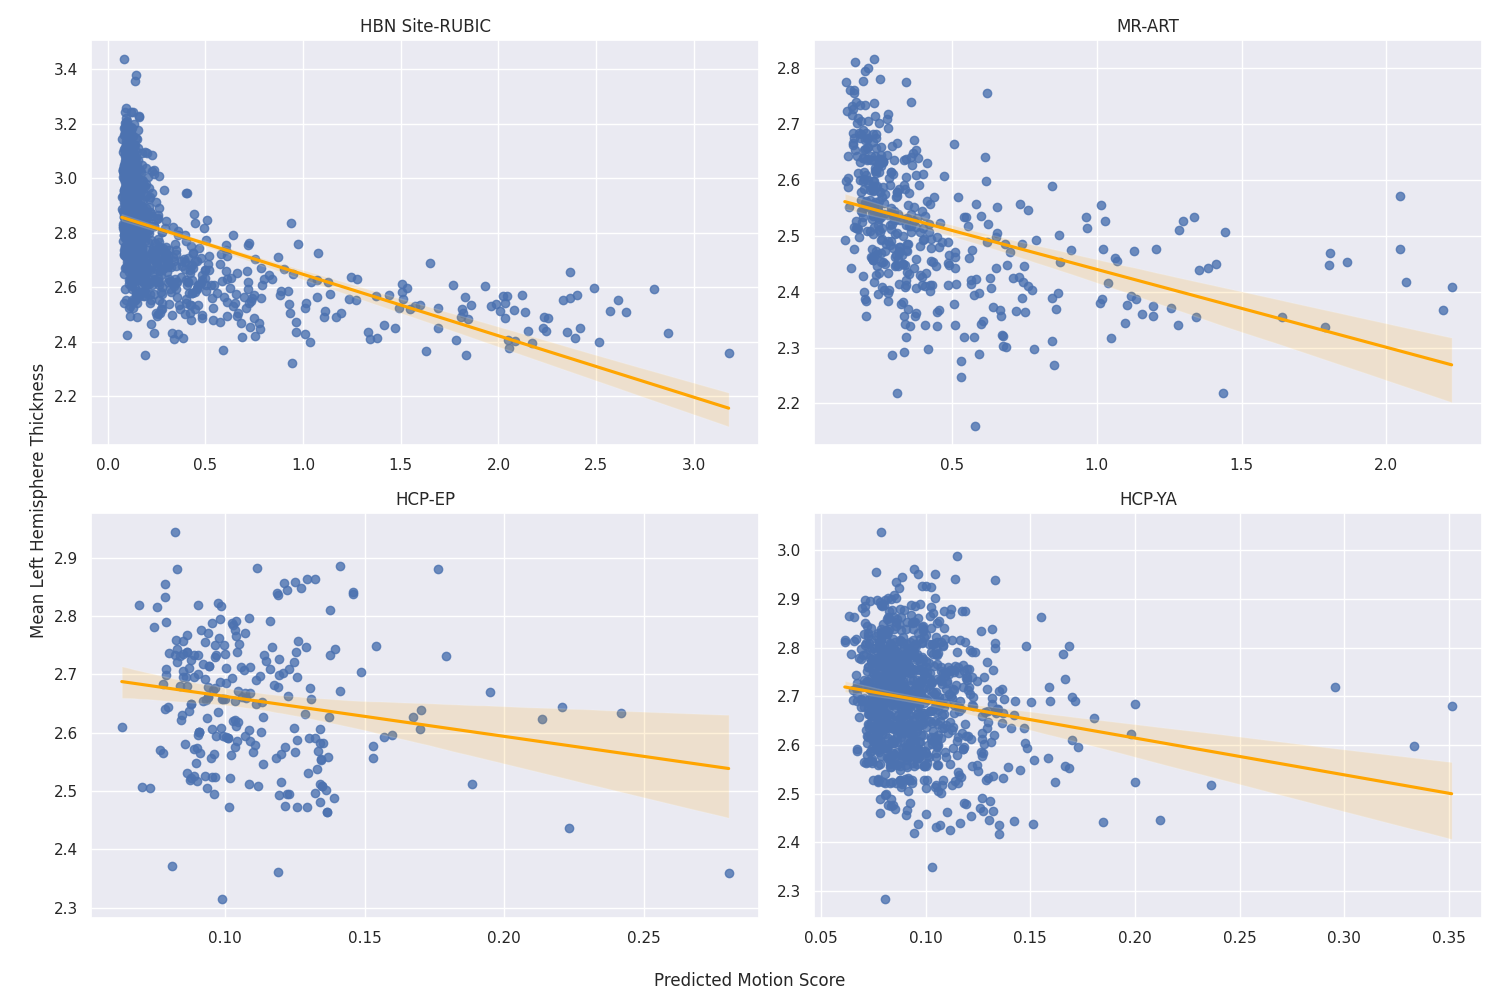 HBN Site-RUBIC
3.4
3.2
3.0
2.8
2.6
2.4
2.2
0.0 0.5 1.0 1.5 2.0 2.5 3.0
MR-ART
2.8
2.7
2.6
2.5
2.4
2.3
2.2
0.5 1.0 1.5 2.0
Mean Left Hemisphere Thickness
HCP-EP
2.9
2.8
2.7
2.6
2.5
2.4
2.3
0.10 0.15 0.20 0.25
HCP-YA
3.0
2.9
2.8
2.7
2.6
2.5
2.4
2.3
0.05 0.10 0.15 0.20 0.25 0.30 0.35
Predicted Motion Score